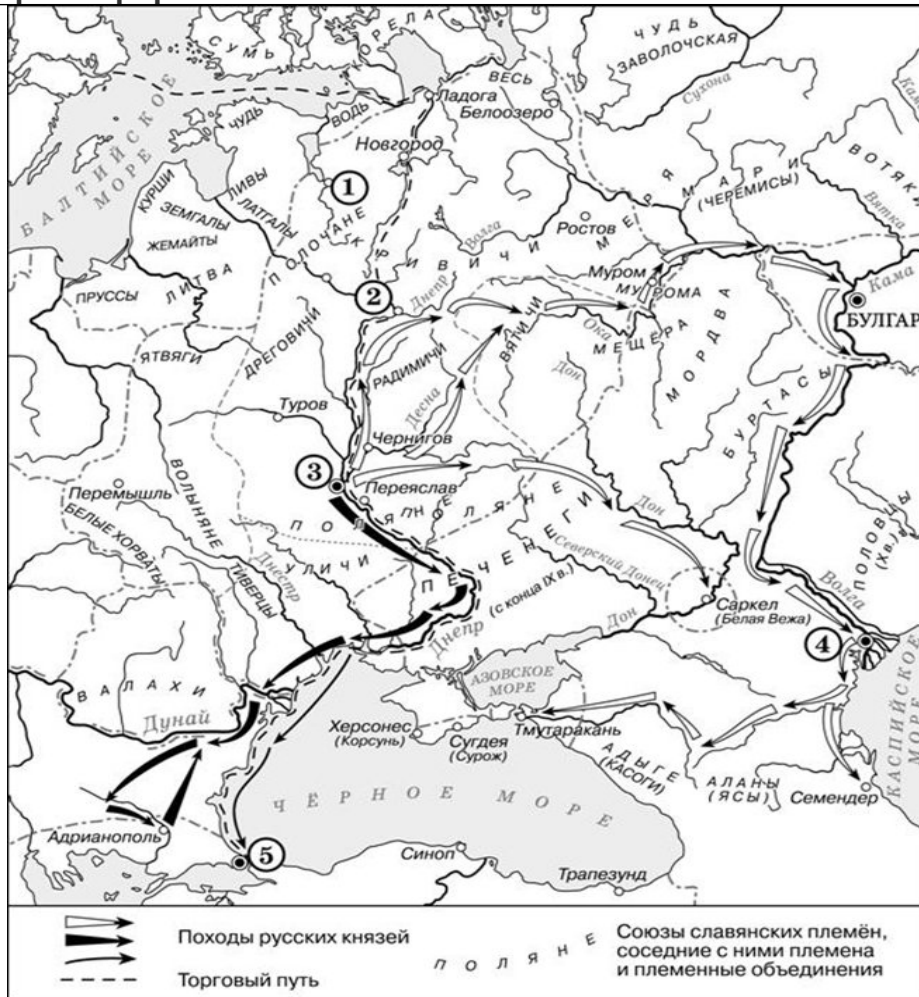 СУМЬ
КОРЕЛА
ЧУДЬ
ЗАВОЛОЧСКАЯ
Сухона
ВЕСЬ
Ладога
Белоозеро
ВОДЬ
ЧУДЬ
Новгород
БАЛТИЙСКОЕ
МОРЕ
1
КУРШИ
ЛИВЫ
ЗЕМГАЛЫ
ЛАТГАЛЫ
ЖЕМАЙТЫ
ЛИТВА
ПРУССЫ
ПОЛОЧАНЕ
КРИВИЧИ
Волга
Ростов
МЕРЯ
МАРИ
(ЧЕРЕМИСЫ)
ВОТЯКИ
Вятка
Муром
МУРОМА
Кама
БУЛГАР
2
Днепр
ЯТВЯГИ
ДРЕГОВИЧИ
РАДИМИЧИ
ВЯТИЧИ
Ока
МЕЩЁРА
МОРДВА
Десна
Дон
БУРТАСЫ
Туров
Чернигов
3
Переяслав
Перемышль
ВОЛЫНЯНЕ
БЕЛЫЕ ХОРВАТЫ
ПОЛЯНЕ
ПОЛЯНЕ
Дон
Северский Донец
ПОЛОВЦЫ
(XI в.)
Волга
УЛИЧИ
Днестр
ТИВЕРЦЫ
ПЕЧЕНЕГИ
(с конца IX в.)
Днепр
Дон
Саркел
(Белая Вежа)
4
ВАЛАХИ
Дунай
АЗОВСКОЕ
МОРЕ
КАСПИЙСКОЕ
МОРЕ
Херсонес
(Корсунь)
Сугдея
(Сурож)
Тмутаракань
АДЫГЕ
(КАСОГИ)
АЛАНЫ
(ЯСЫ)
Семендер
ЧЁРНОЕ МОРЕ
Адрианополь
5
Синоп
Трапезунд
Походы русских князей
Торговый путь
ПОЛЯНЕ
Союзы славянских племён,
соседние с ними племена
и племенные объединения